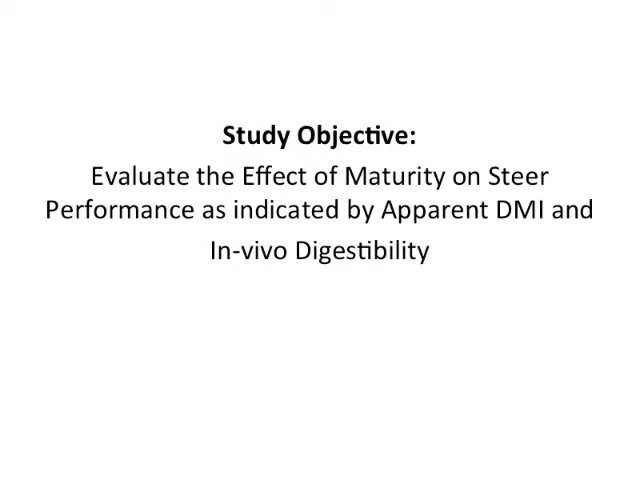 Study Objective:
Evaluate the Effect of Maturity on Steer
Performance as indicated by Apparent DMI and
In-vivo Digestibility